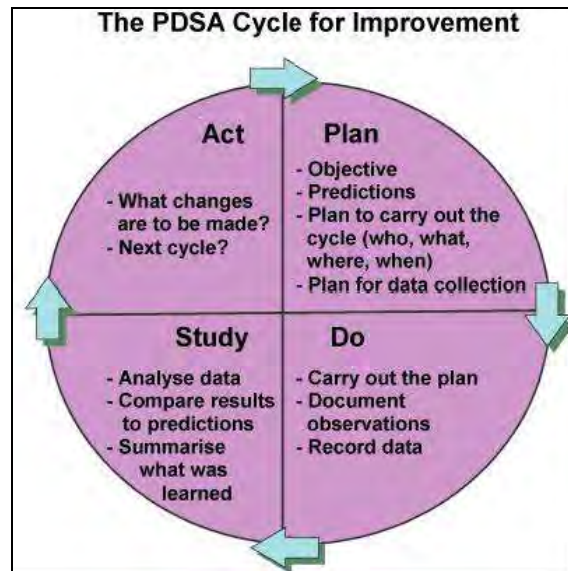 The PDSA Cycle for Improvement
Act
- What changes
are to be made?
- Next cycle?
Plan
- Objective
- Predictions
- Plan to carry out the
cycle (who, what,
where, when)
- Plan for data collection
Study
- Analyse data
- Compare results
to predictions
- Summarise
what was
learned
Do
- Carry out the plan
- Document
observations
- Record data